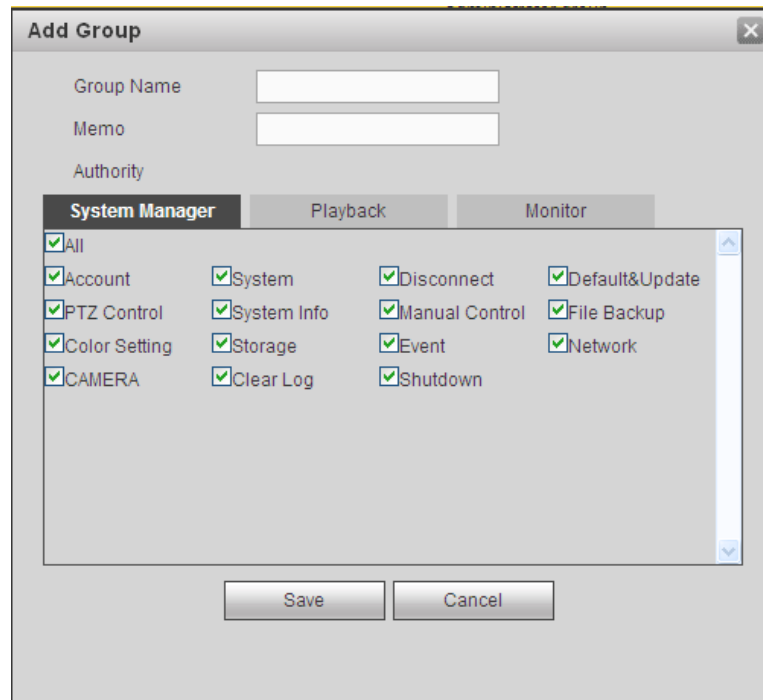 Add Group
Group Name
Memo
Authority
System Manager Playback Monitor
All
Account System Disconnect Default&Update
PTZ Control System Info Manual Control File Backup
Color Setting Storage Event Network
CAMERA Clear Log Shutdown
Save Cancel